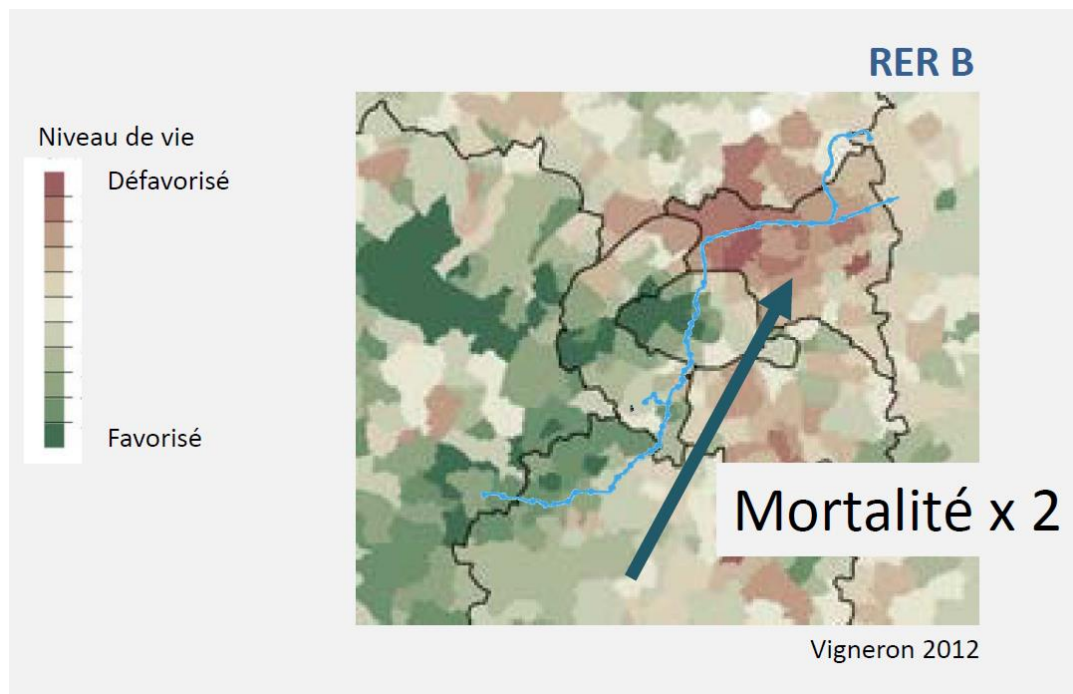 RER B
Niveau de vie
Défavorisé
Favorisé
Mortalité x 2
Vigneron 2012